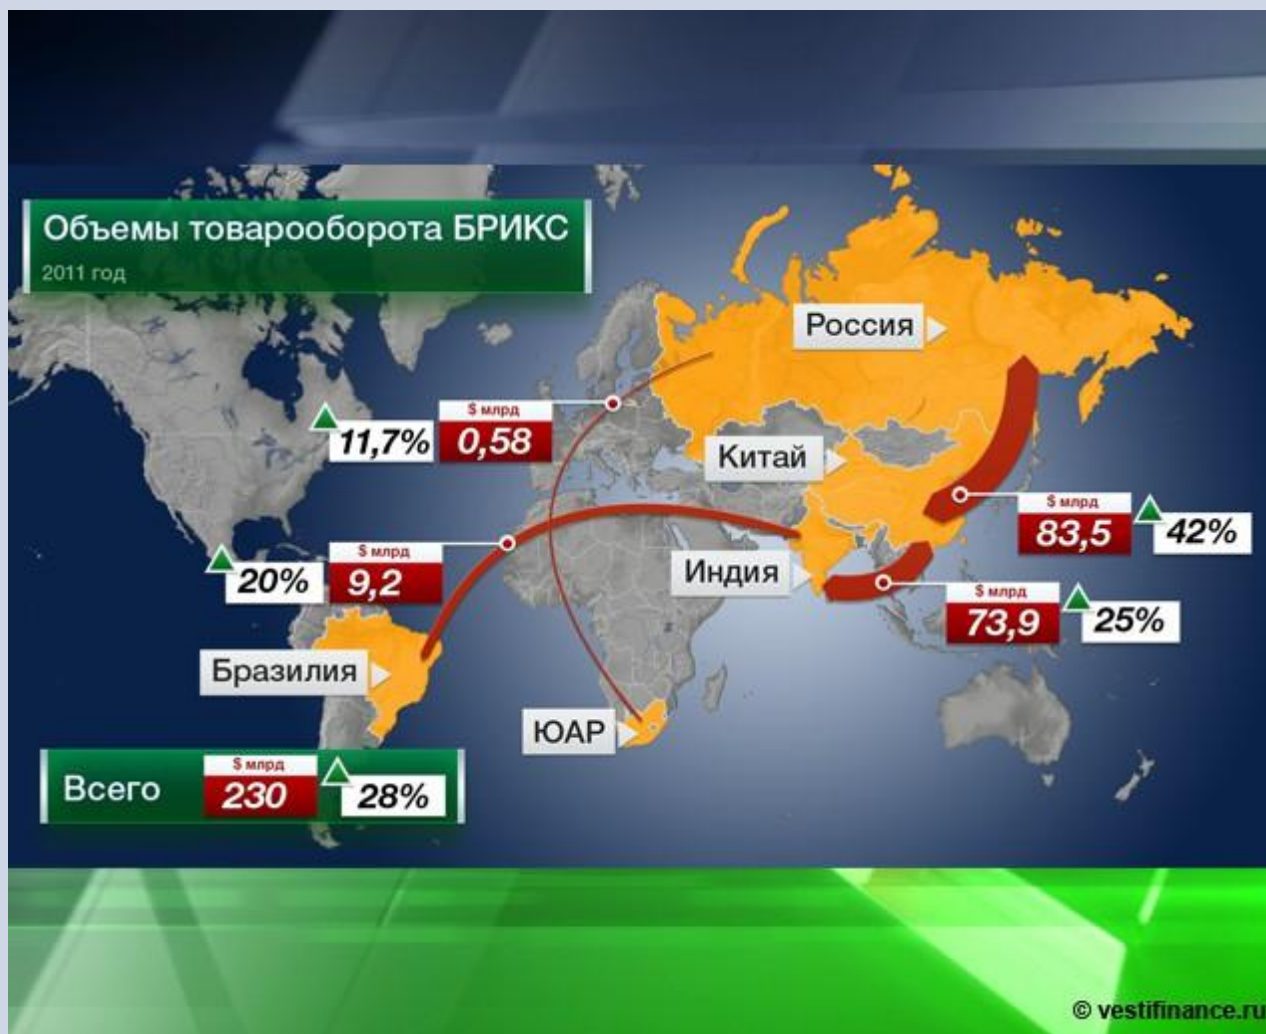 Объемы товарооборота БРИКС
2011 год
Россия
$ млрд
11,7%
0,58
Китай
$ млрд
83,5
42%
$ млрд
20%
9,2
Индия
$ млрд
73,9
25%
Бразилия
ЮАР
Всего
$ млрд
230
28%
© vestifinance.ru